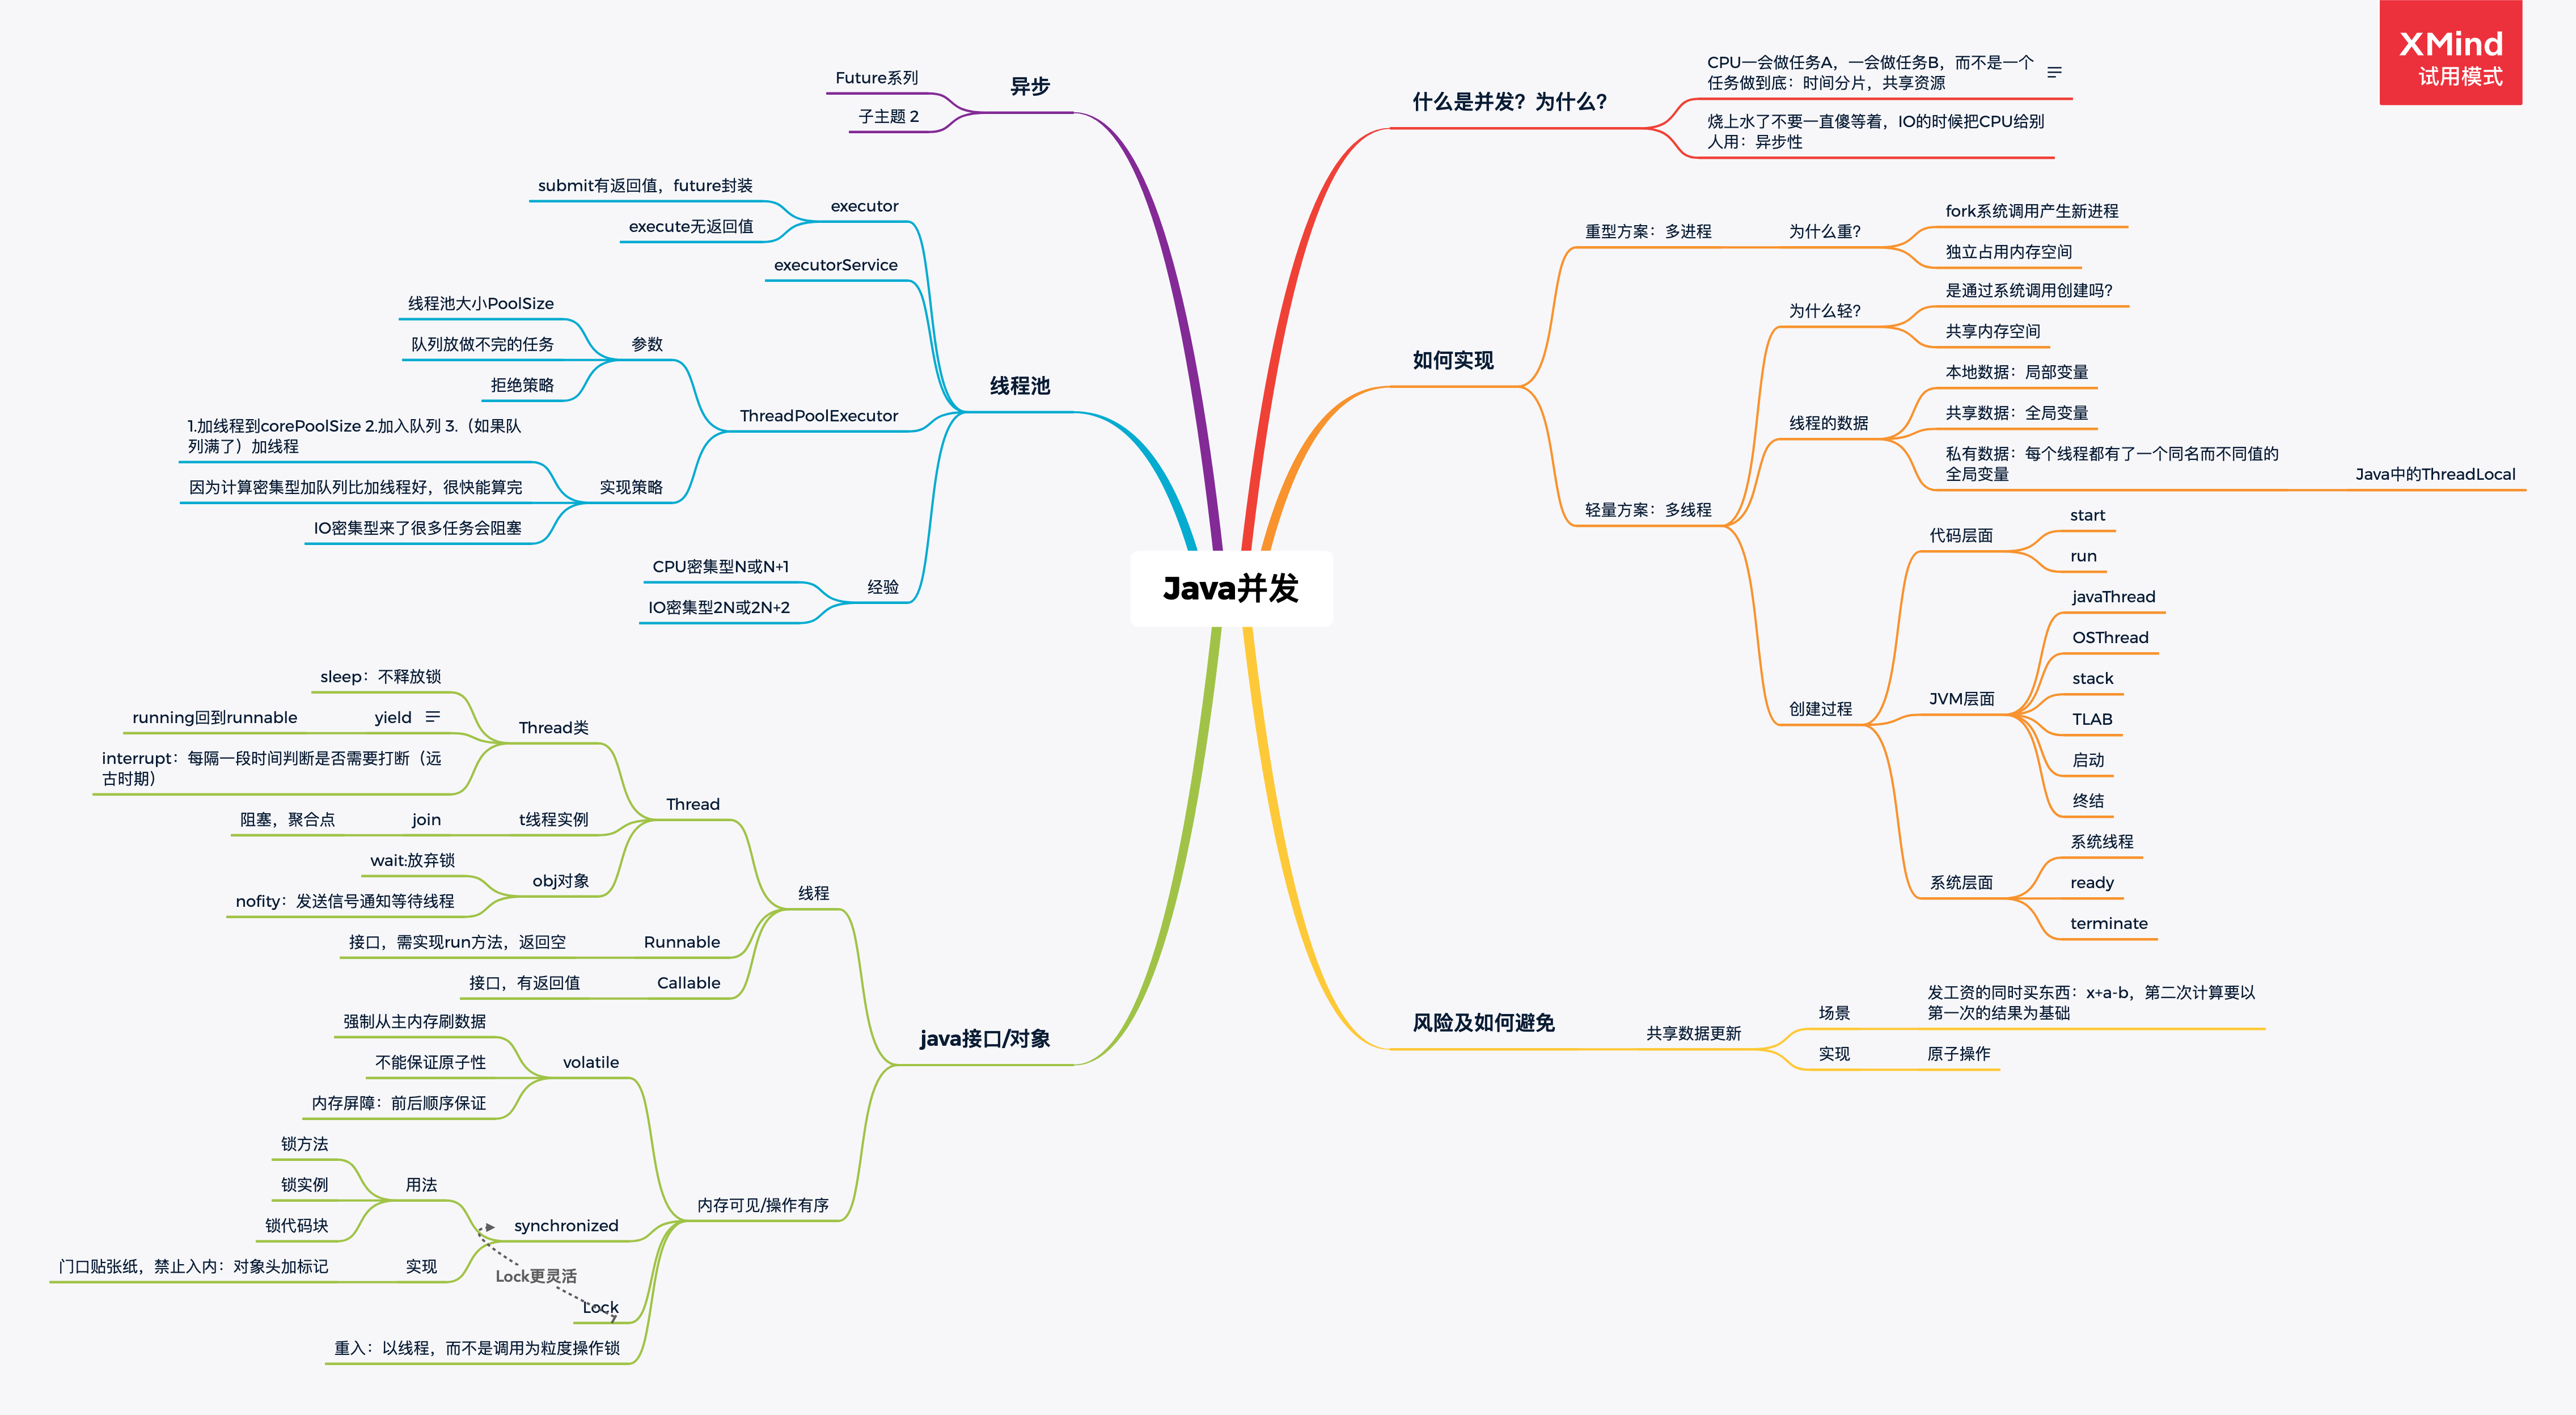 XMind
试用模式
Java并发
什么是并发？为什么？
CPU一会做任务A，一会做任务B，而不是一个
任务做到底：时间分片，共享资源
烧上水了不要一直傻等着，IO的时候把CPU给别
人用：异步性
如何实现
重型方案：多进程
为什么重？
fork系统调用产生新进程
独立占用内存空间
轻量方案：多线程
为什么轻？
是通过系统调用创建吗？
共享内存空间
线程的数据
本地数据：局部变量
共享数据：全局变量
私有数据：每个线程都有了一个同名而不同值的
全局变量
Java中的ThreadLocal
创建过程
代码层面
start
run
JVM层面
javaThread
OSThread
stack
TLAB
启动
终结
系统层面
系统线程
ready
terminate
风险及如何避免
共享数据更新
场景
发工资的同时买东西：x+a-b，第二次计算要以
第一次的结果为基础
实现
原子操作
异步
Future系列
子主题 2
线程池
executor
submit有返回值，future封装
execute无返回值
executorService
ThreadPoolExecutor
参数
线程池大小PoolSize
队列放做不完的任务
拒绝策略
实现策略
1.加线程到corePoolSize 2.加入队列 3.（如果队
列满了）加线程
因为计算密集型加队列比加线程好，很快能算完
IO密集型来了很多任务会阻塞
经验
CPU密集型N或N+1
IO密集型2N或2N+2
java接口/对象
线程
Thread
Thread类
sleep：不释放锁
yield
running回到runnable
interrupt：每隔一段时间判断是否需要打断（远
古时期）
t线程实例
join
阻塞，聚合点
obj对象
wait:放弃锁
nofity：发送信号通知等待线程
Runnable
接口，需实现run方法，返回空
Callable
接口，有返回值
内存可见/操作有序
volatile
强制从主内存刷数据
不能保证原子性
内存屏障：前后顺序保证
synchronized
用法
锁方法
锁实例
锁代码块
实现
门口贴张纸，禁止入内：对象头加标记
Lock更灵活
Lock
重入：以线程，而不是调用为粒度操作锁